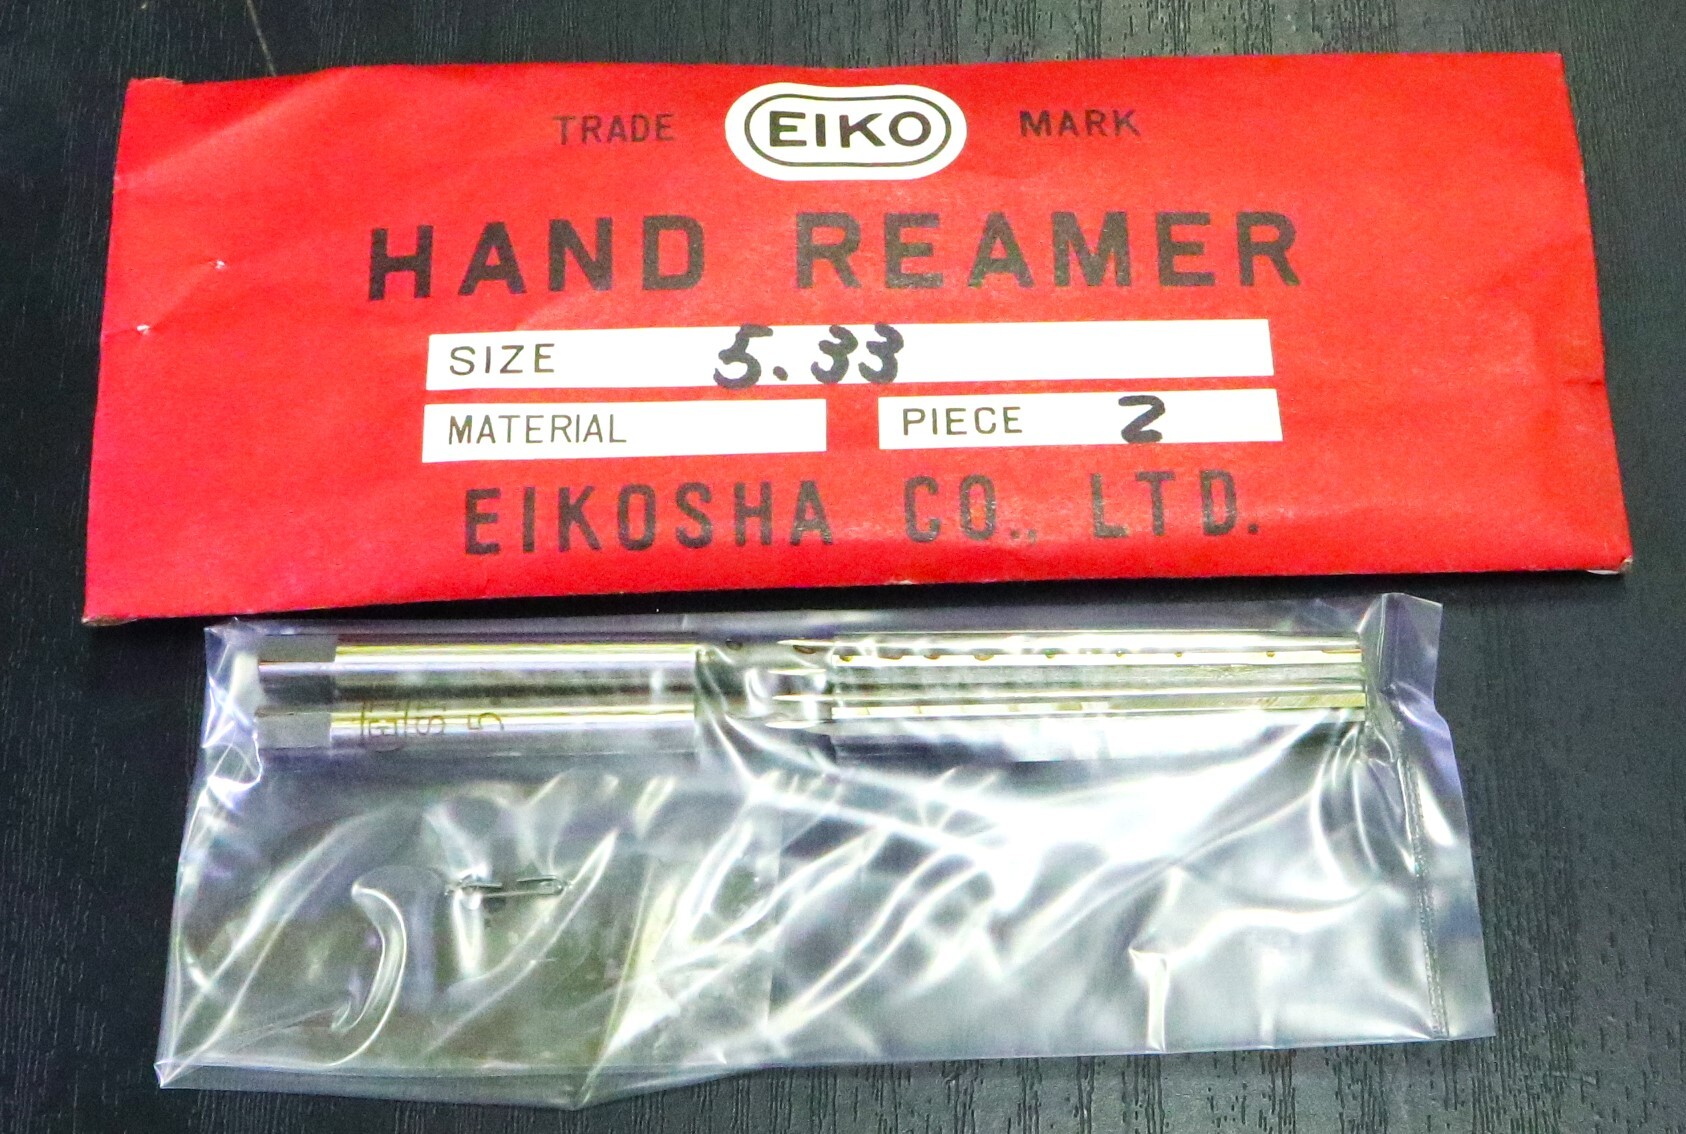 TRADE EIKO MARK
HAND REAMER
SIZE 5.33
MATERIAL PIECE 2
EIKOSHA CO., LTD.